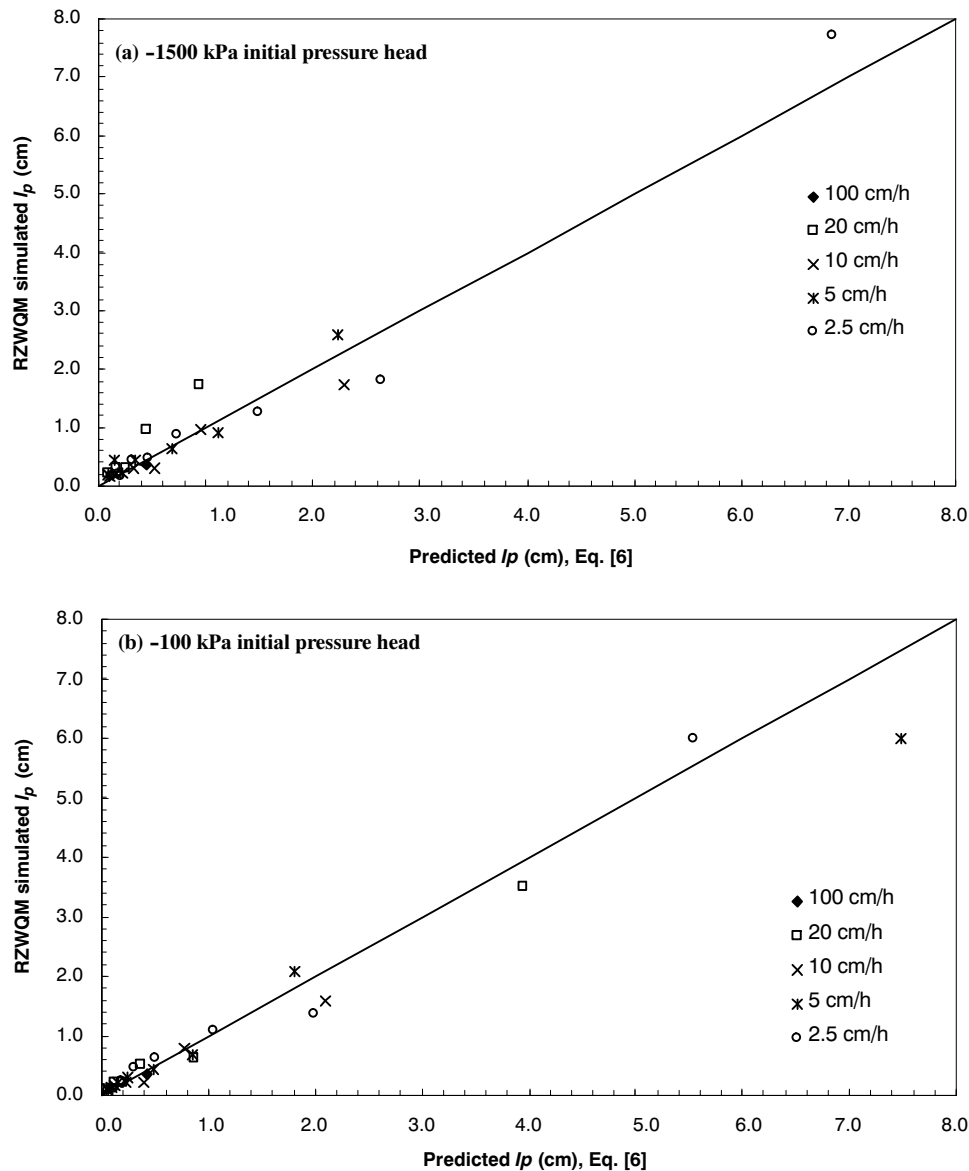 8.0
(a) -1500 kPa initial pressure head
7.0
6.0
5.0
4.0
3.0
2.0
1.0
0.0
RZWQM simulated Ip (cm)
100 cm/h
20 cm/h
10 cm/h
5 cm/h
2.5 cm/h
0.0 1.0 2.0 3.0 4.0 5.0 6.0 7.0 8.0
Predicted Ip (cm), Eq. [6]
8.0
(b) -100 kPa initial pressure head
7.0
6.0
5.0
4.0
3.0
2.0
1.0
0.0
RZWQM simulated Ip (cm)
100 cm/h
20 cm/h
10 cm/h
5 cm/h
2.5 cm/h
0.0 1.0 2.0 3.0 4.0 5.0 6.0 7.0 8.0
Predicted Ip (cm), Eq. [6]